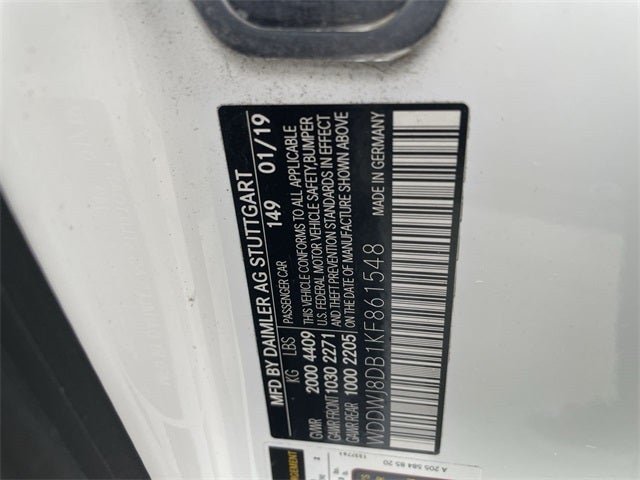 MFD BY DAIMLER AG STUTTGART
149 01/19
PASSENGER CAR
KG LBS
GVWR 2000 4409
GAWR FRONT 1030 2271
GAWR REAR 1000 2205
THIS VEHICLE CONFORMS TO ALL APPLICABLE
U.S. FEDERAL MOTOR VEHICLE SAFETY, BUMPER
AND THEFT PREVENTION STANDARDS IN EFFECT
ON THE DATE OF MANUFACTURE SHOWN ABOVE
WDDWJ8DB1KF861548
MADE IN GERMANY
A 205 584 85 20